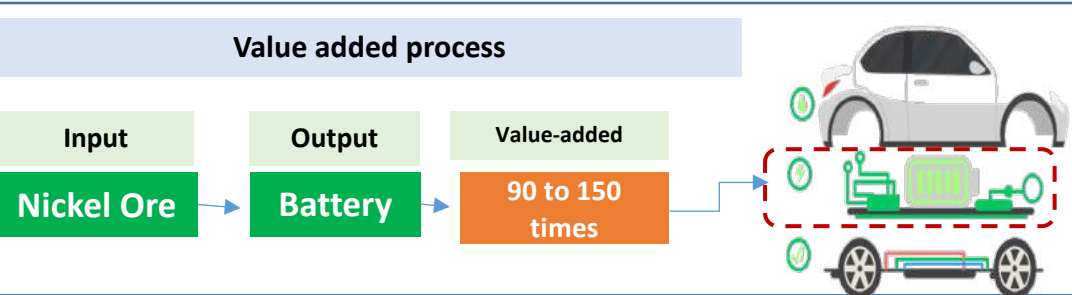 Value added process
Input
Output
Value-added
Nickel Ore
Battery
90 to 150
times